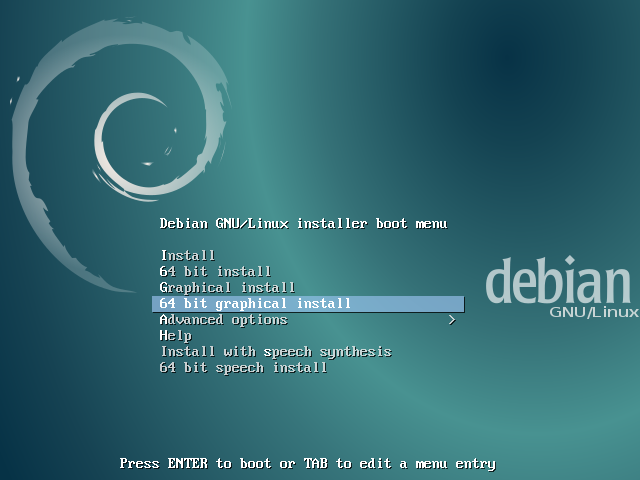 Debian GNU/Linux installer boot menu
Install
64 bit install
Graphical install
64 bit graphical install
Advanced options >
Help
Install with speech synthesis
64 bit speech install
debian
GNU/Linux
Press ENTER to boot or TAB to edit a menu entry